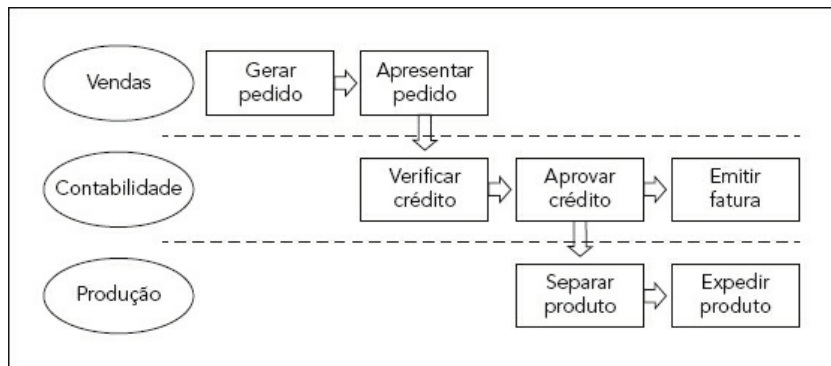 Vendas
Gerar
pedido
Apresentar
pedido
Contabilidade
Verificar
crédito
Aprovar
crédito
Emitir
fatura
Produção
Separar
produto
Expedir
produto